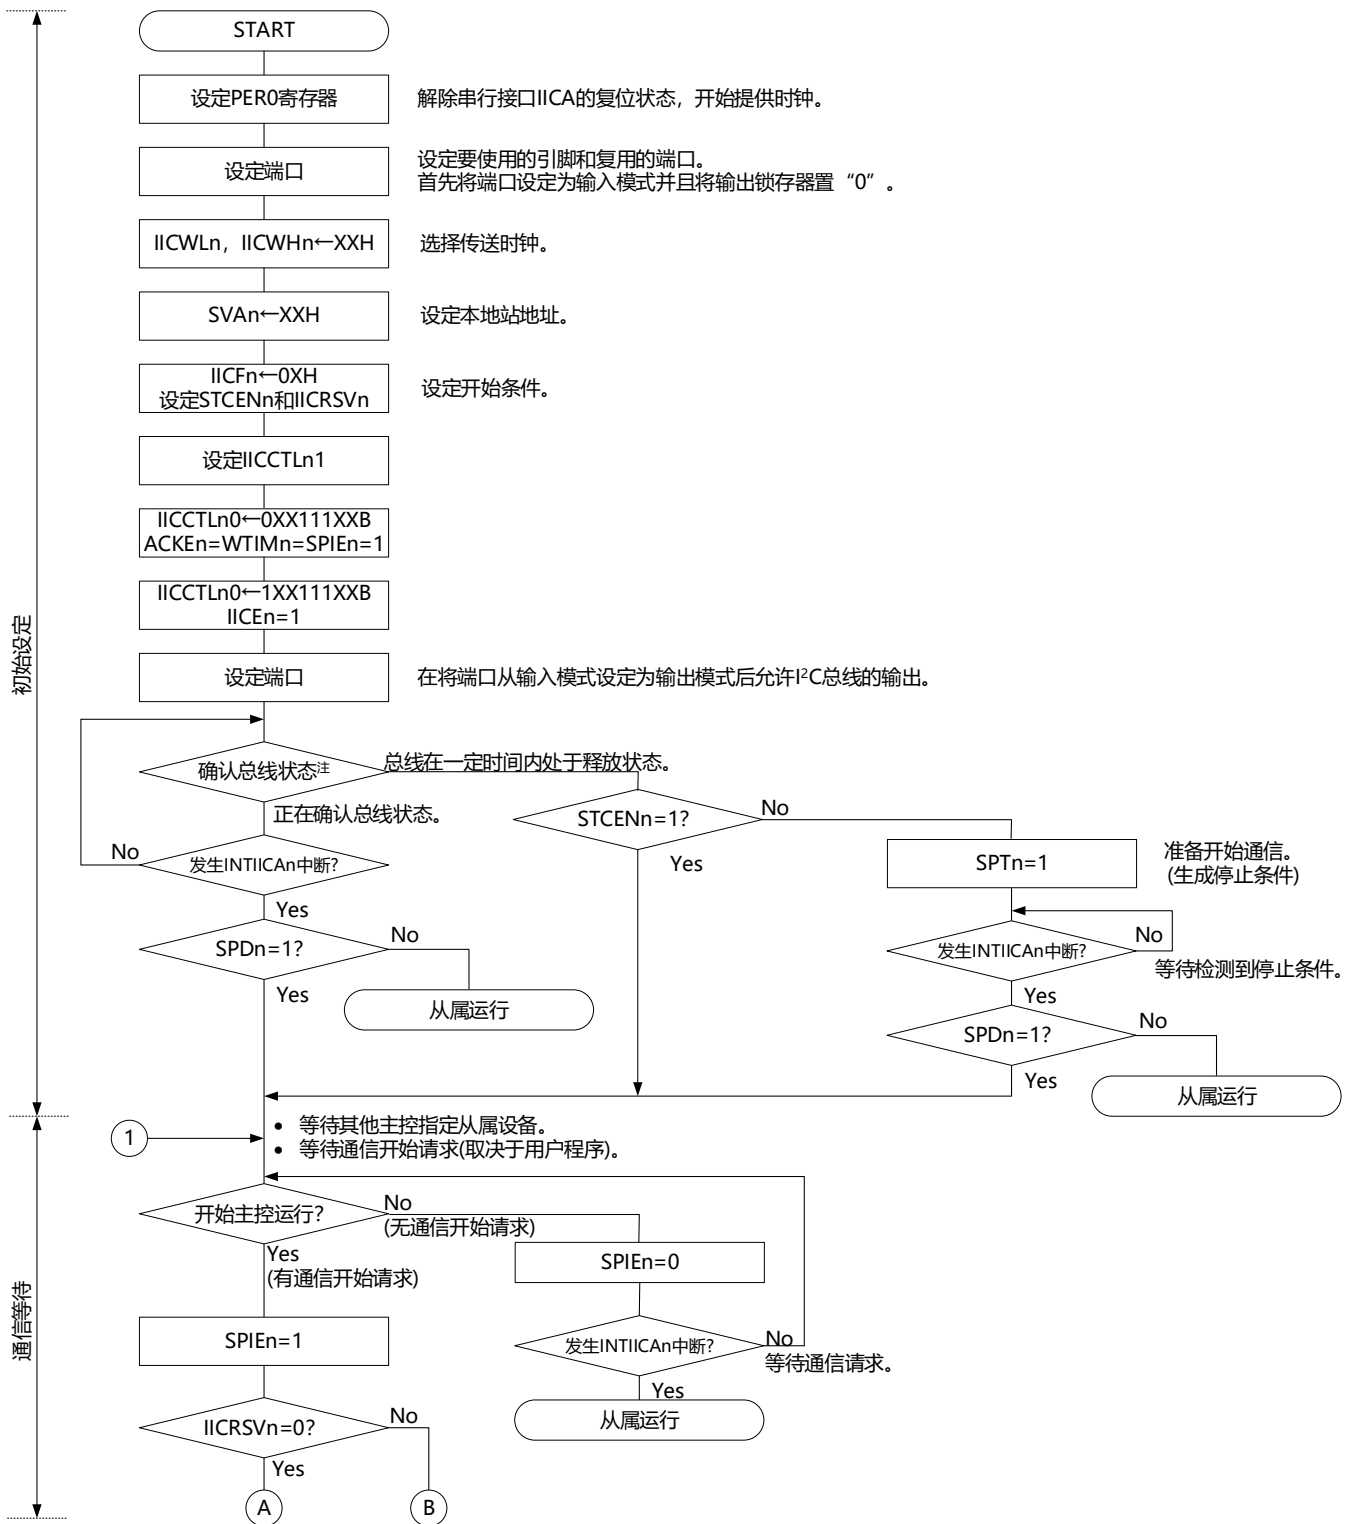 START
设定PER0寄存器
解除串行接口IICA的复位状态，开始提供时钟。
设定端口
设定要使用的引脚和复用的端口。
首先将端口设定为输入模式并且将输出锁存器置“0”。
IICWLn，IICWHn←XXH
选择传送时钟。
SVAn←XXH
设定本地站地址。
IICFn←0XH
设定STCENn和IICRSVn
设定开始条件。
设定IICCTLn1
IICCTLn0←0XX111XXB
ACKEn=WTIMn=SPIEn=1
IICCTLn0←1XX111XXB
IICEn=1
初始设定
设定端口
在将端口从输入模式设定为输出模式后允许I²C总线的输出。
确认总线状态注
总线在一定时间内处于释放状态。
正在确认总线状态。
STCENn=1?
No
Yes
SPTn=1
准备开始通信。
(生成停止条件)
No
发生INTIICAn中断?
Yes
发生INTIICAn中断?
No
等待检测到停止条件。
Yes
SPDn=1?
No
Yes
从属运行
SPDn=1?
No
Yes
从属运行
1
• 等待其他主控指定从属设备。
• 等待通信开始请求(取决于用户程序)。
开始主控运行?
No
(无通信开始请求)
Yes
(有通信开始请求)
SPIEn=0
通信等待
SPIEn=1
发生INTIICAn中断?
No
等待通信请求。
Yes
从属运行
IICRSVn=0?
No
Yes
A
B